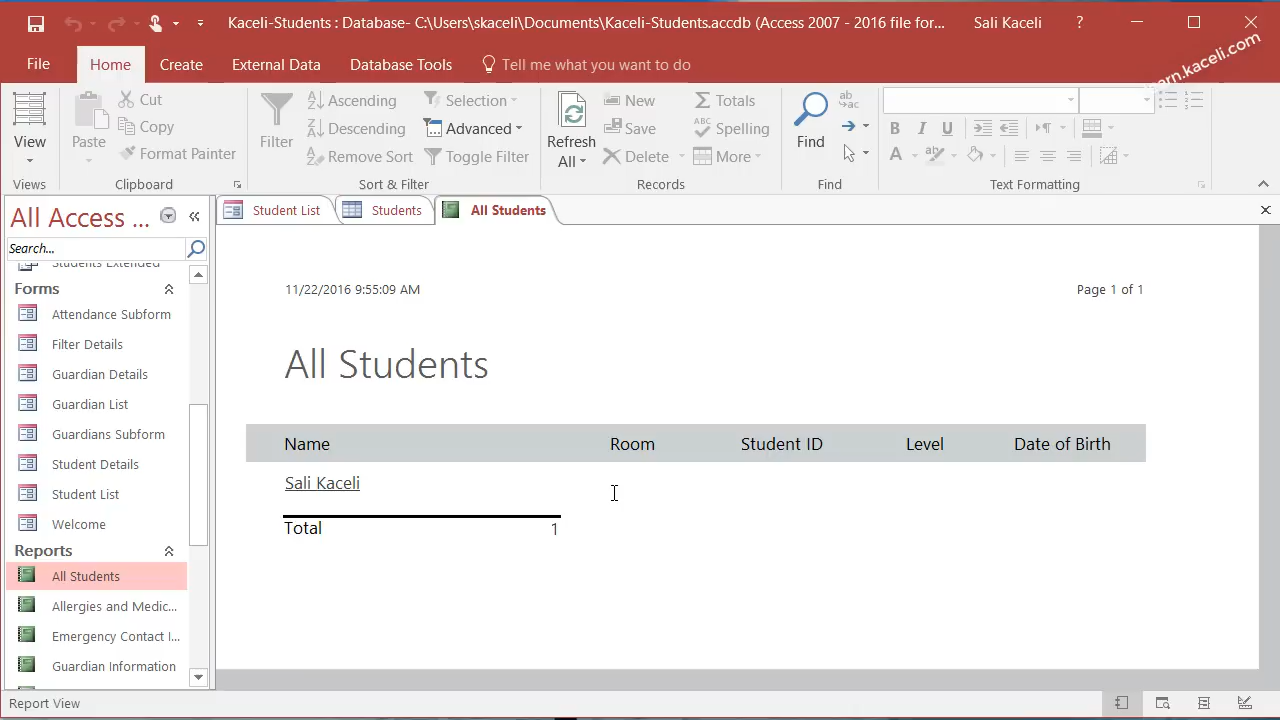 Kaceli-Students : Database- C:\Users\skaceli\Documents\Kaceli-Students.accdb (Access 2007 - 2016 file for...
Sali Kaceli
?
File
Home
Create
External Data
Database Tools
Tell me what you want to do
learn.kaceli.com
View
Views
Paste
Cut
Copy
Format Painter
Clipboard
Filter
Ascending
Descending
Remove Sort
Selection
Advanced
Toggle Filter
Sort & Filter
Refresh
All
New
Save
Delete
Totals
Spelling
More
Records
Find
Find
B I U
A
Text Formatting
All Access ...
Search...
Students Extended
Forms
Attendance Subform
Filter Details
Guardian Details
Guardian List
Guardians Subform
Student Details
Student List
Welcome
Reports
All Students
Allergies and Medic...
Emergency Contact I...
Guardian Information
Student List
Students
All Students
11/22/2016 9:55:09 AM
Page 1 of 1
All Students
Name Room Student ID Level Date of Birth
Sali Kaceli
Total 1
Report View